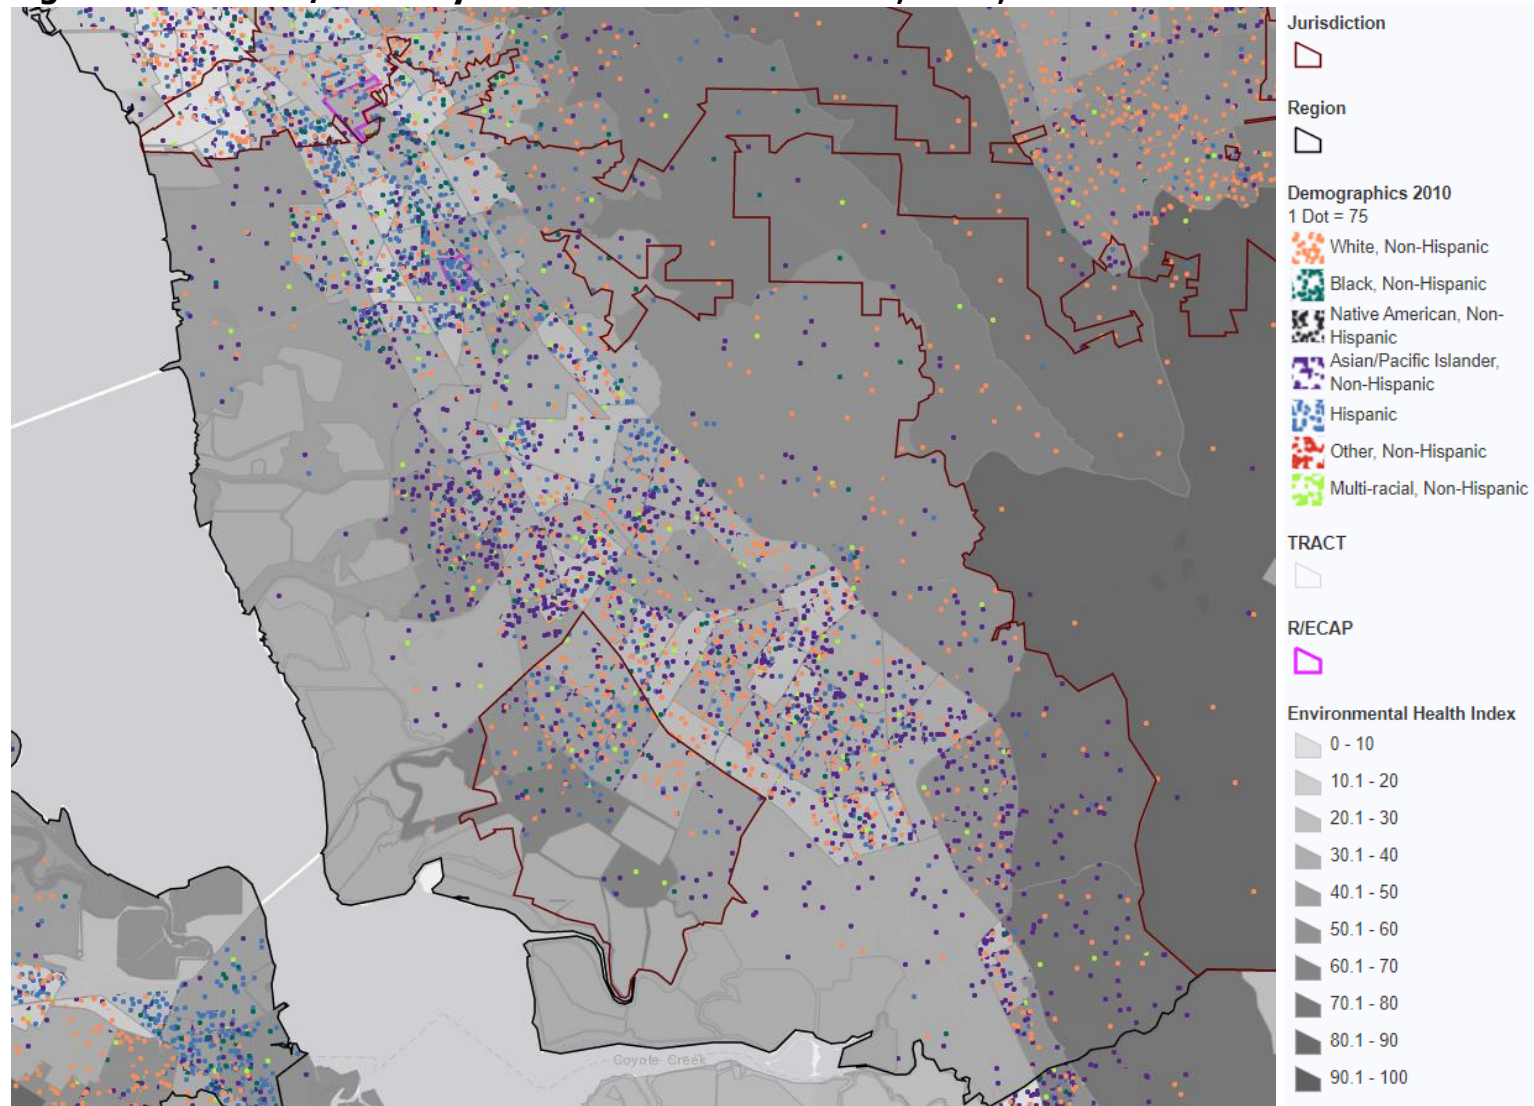 Jurisdiction
Region
Demographics 2010
1 Dot = 75
White, Non-Hispanic
Black, Non-Hispanic
Native American, Non-
Hispanic
Asian/Pacific Islander,
Non-Hispanic
Hispanic
Other, Non-Hispanic
Multi-racial, Non-Hispanic
TRACT
R/ECAP
Environmental Health Index
0 - 10
10.1 - 20
20.1 - 30
30.1 - 40
40.1 - 50
50.1 - 60
60.1 - 70
70.1 - 80
80.1 - 90
90.1 - 100
Coyote Creek